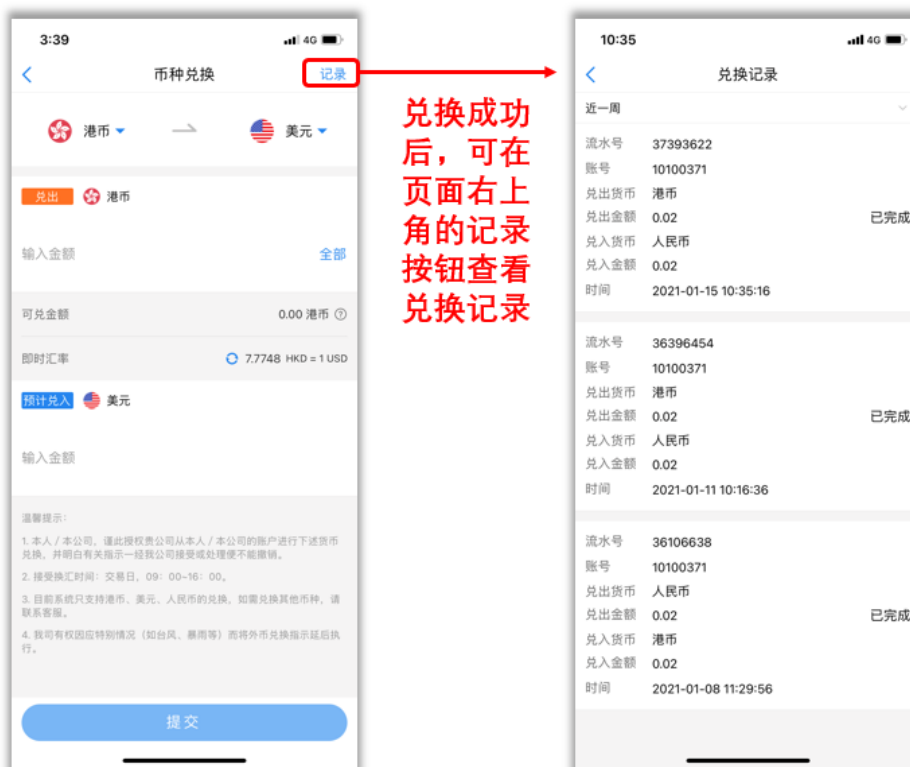 3:39
4G
币种兑换
记录
港币
美元
兑出 港币
输入金额
全部
可兑金额
0.00 港币 ?
即时汇率
7.7748 HKD = 1 USD
预计兑入 美元
输入金额
温馨提示:
1. 本人 / 本公司, 谨此授权贵公司从本人 / 本公司的账户进行下述货币
兑换, 并明白有关指示一经我公司接受或处理便不能撤销。
2. 接受换汇时间: 交易日, 09: 00~16: 00。
3. 目前系统只支持港币、美元、人民币的兑换, 如需兑换其他币种, 请
联系客服。
4. 我司有权因应特别情况 (如台风、暴雨等) 而将外币兑换指示延后执
行。
提交
兑换成功
后，可在
页面右上
角的记录
按钮查看
兑换记录
10:35
4G
兑换记录
近一周
流水号 37393622
账号 10100371
兑出货币 港币
兑出金额 0.02 已完成
兑入货币 人民币
兑入金额 0.02
时间 2021-01-15 10:35:16
流水号 36396454
账号 10100371
兑出货币 港币
兑出金额 0.02 已完成
兑入货币 人民币
兑入金额 0.02
时间 2021-01-11 10:16:36
流水号 36106638
账号 10100371
兑出货币 人民币
兑出金额 0.02 已完成
兑入货币 港币
兑入金额 0.02
时间 2021-01-08 11:29:56